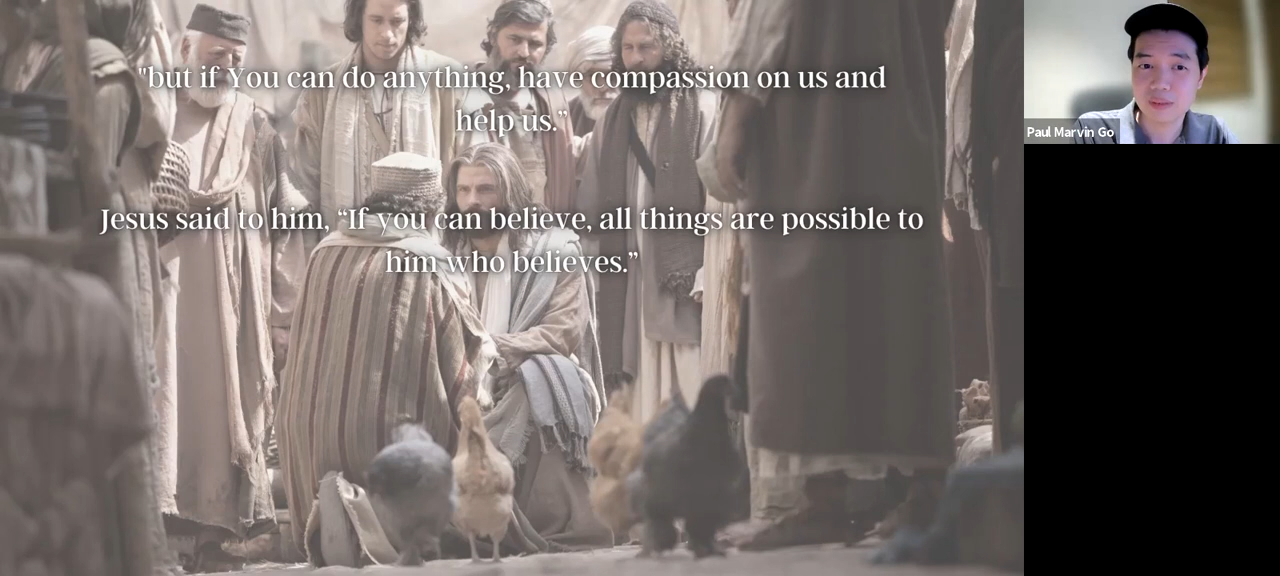 "but if You can do anything, have compassion on us and
help us.”
Jesus said to him, “If you can believe, all things are possible to
him who believes.”
Paul Marvin Go